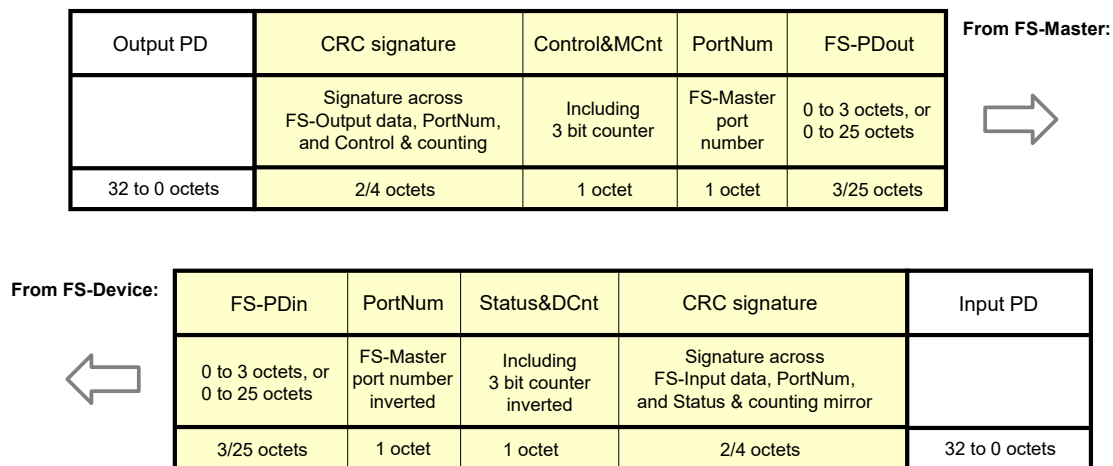 From FS-Master:
Output PD
CRC signature
Control&MCnt
PortNum
FS-PDout
Signature across
FS-Output data, PortNum,
and Control & counting
Including
3 bit counter
FS-Master
port
number
0 to 3 octets, or
0 to 25 octets
32 to 0 octets
2/4 octets
1 octet
1 octet
3/25 octets
From FS-Device:
FS-PDin
PortNum
Status&DCnt
CRC signature
Input PD
0 to 3 octets, or
0 to 25 octets
FS-Master
port number
inverted
Including
3 bit counter
inverted
Signature across
FS-Input data, PortNum,
and Status & counting mirror
3/25 octets
1 octet
1 octet
2/4 octets
32 to 0 octets